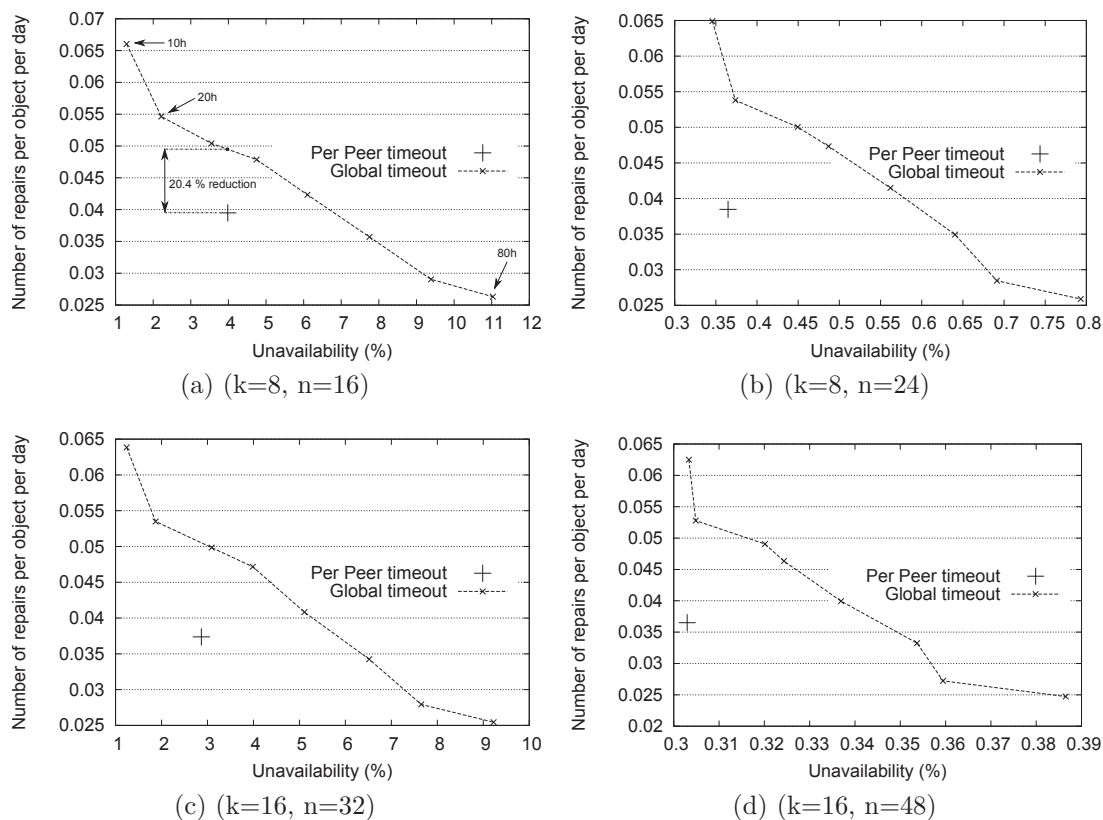 Number of repairs per object per day
0.07
0.065
0.06
0.055
0.05
0.045
0.04
0.035
0.03
0.025
10h
20h
20.4 % reduction
80h
Per Peer timeout
Global timeout
1 2 3 4 5 6 7 8 9 10 11 12
Unavailability (%)
(a) (k=8, n=16)
Number of repairs per object per day
0.065
0.06
0.055
0.05
0.045
0.04
0.035
0.03
0.025
Per Peer timeout
Global timeout
0.3 0.35 0.4 0.45 0.5 0.55 0.6 0.65 0.7 0.75 0.8
Unavailability (%)
(b) (k=8, n=24)
Number of repairs per object per day
0.065
0.06
0.055
0.05
0.045
0.04
0.035
0.03
0.025
Per Peer timeout
Global timeout
1 2 3 4 5 6 7 8 9 10
Unavailability (%)
(c) (k=16, n=32)
Number of repairs per object per day
0.065
0.06
0.055
0.05
0.045
0.04
0.035
0.03
0.025
0.02
Per Peer timeout
Global timeout
0.3 0.31 0.32 0.33 0.34 0.35 0.36 0.37 0.38 0.39
Unavailability (%)
(d) (k=16, n=48)